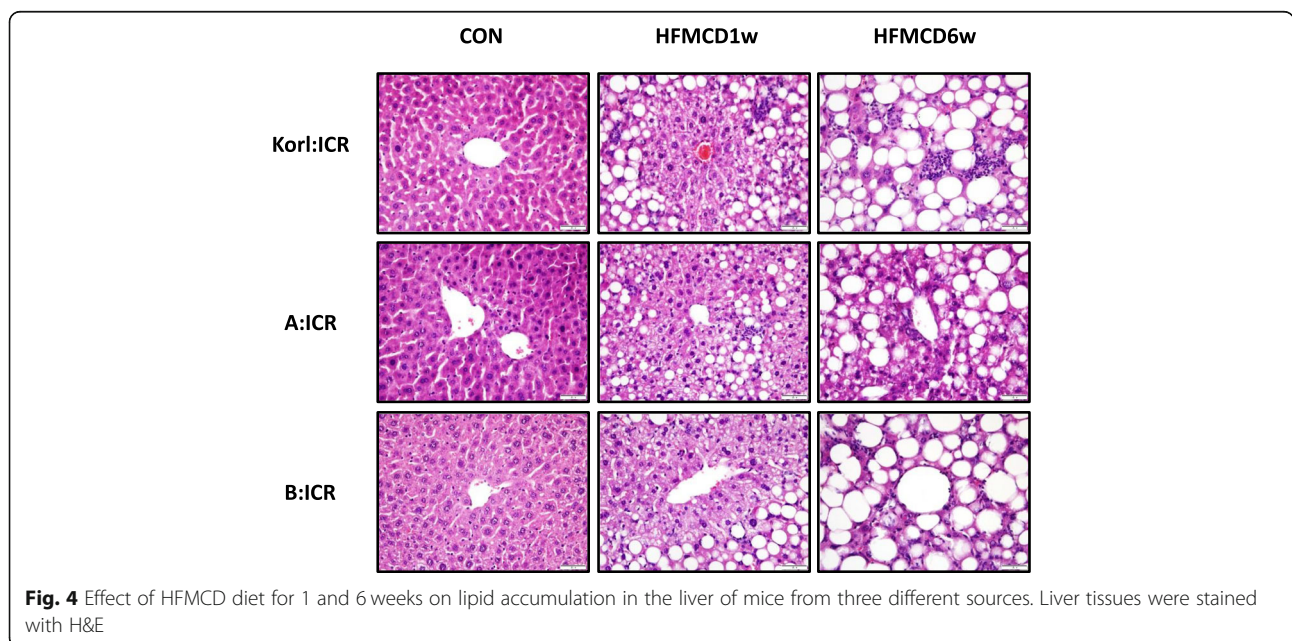 CON HFMCD1w HFMCD6w
Korl:ICR
A:ICR
B:ICR
Fig. 4 Effect of HFMCD diet for 1 and 6 weeks on lipid accumulation in the liver of mice from three different sources. Liver tissues were stained
with H&E